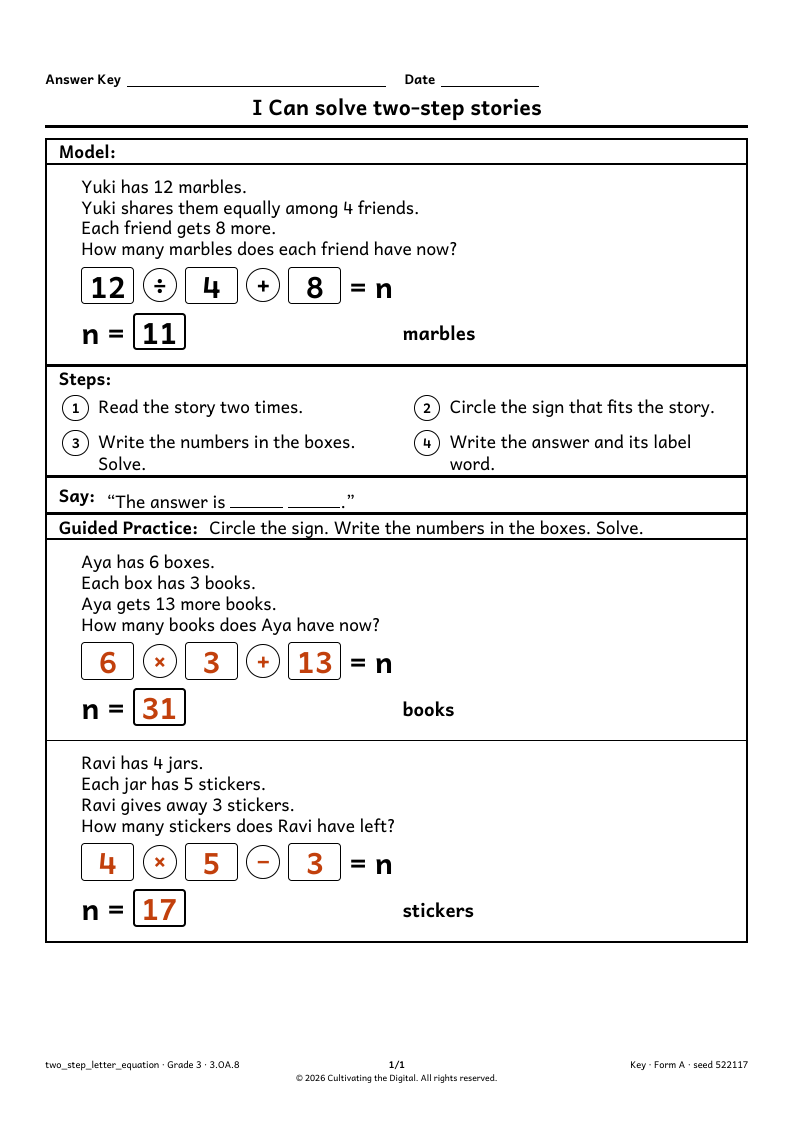 Answer Key ____________ Date ____________
I Can solve two-step stories
Model:
Yuki has 12 marbles.
Yuki shares them equally among 4 friends.
Each friend gets 8 more.
How many marbles does each friend have now?
12 ÷ 4 + 8 = n
n = 11 marbles
Steps:
1 Read the story two times.
2 Circle the sign that fits the story.
3 Write the numbers in the boxes.
Solve.
4 Write the answer and its label
word.
Say: “The answer is ______ ______.”
Guided Practice: Circle the sign. Write the numbers in the boxes. Solve.
Aya has 6 boxes.
Each box has 3 books.
Aya gets 13 more books.
How many books does Aya have now?
6 × 3 + 13 = n
n = 31 books
Ravi has 4 jars.
Each jar has 5 stickers.
Ravi gives away 3 stickers.
How many stickers does Ravi have left?
4 × 5 − 3 = n
n = 17 stickers
two_step_letter_equation · Grade 3 · 3.OA.8 1/1 Key · Form A · seed 522117
© 2026 Cultivating the Digital. All rights reserved.